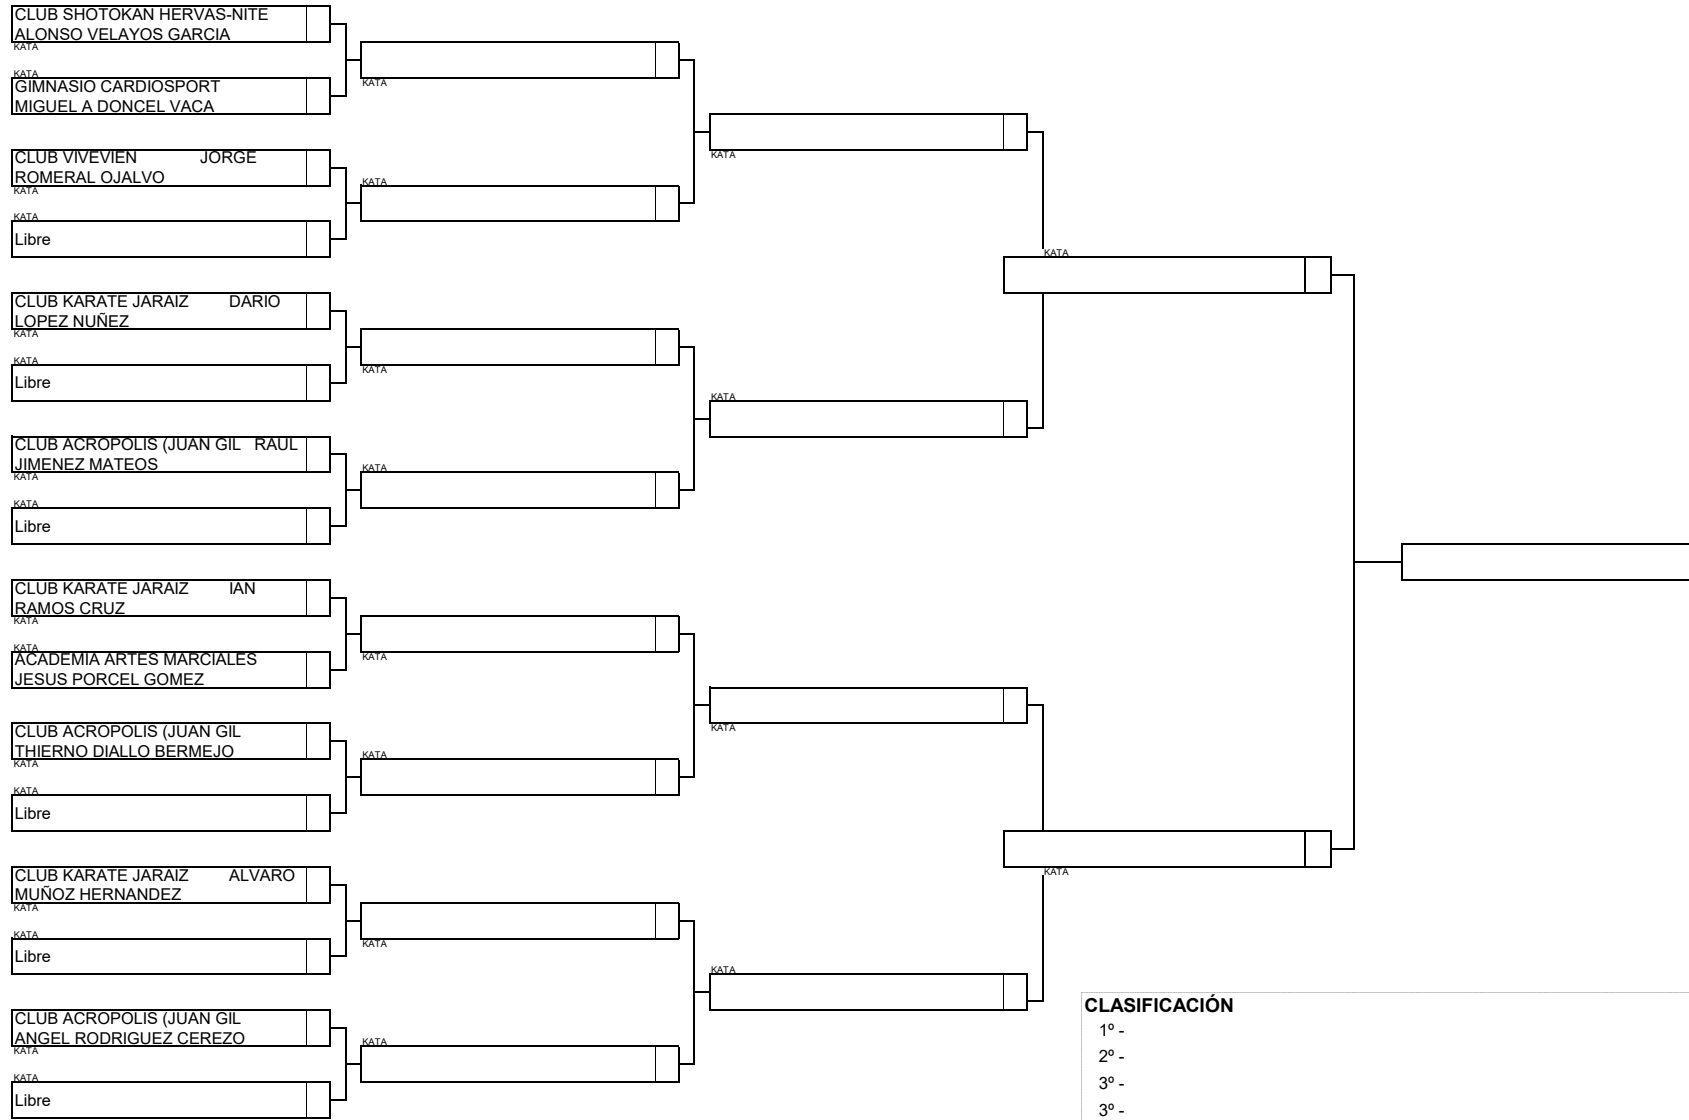 CLUB SHOTOKAN HERVAS-NITE
ALONSO VELAYOS GARCIA
KATA
KATA
GIMNASIO CARDIOSPORT
MIGUEL A DONCEL VACA
KATA
CLUB VIVEVIEN JORGE
ROMERAL OJALVO
KATA
KATA
Libre
KATA
KATA
KATA
CLUB KARATE JARAIZ DARIO
LOPEZ NUÑEZ
KATA
KATA
Libre
KATA
CLUB ACROPOLIS (JUAN GIL RAUL
JIMENEZ MATEOS
KATA
KATA
Libre
KATA
KATA
CLUB KARATE JARAIZ IAN
RAMOS CRUZ
KATA
KATA
ACADEMIA ARTES MARCIALES
JESUS PORCEL GOMEZ
KATA
CLUB ACROPOLIS (JUAN GIL
THIERNO DIALLO BERMEJO
KATA
KATA
Libre
KATA
KATA
KATA
CLUB KARATE JARAIZ ALVARO
MUÑOZ HERNANDEZ
KATA
KATA
Libre
KATA
CLUB ACROPOLIS (JUAN GIL
ANGEL RODRIGUEZ CEREZO
KATA
KATA
Libre
KATA
KATA
CLASIFICACIÓN
1º -
2º -
3º -
3º -